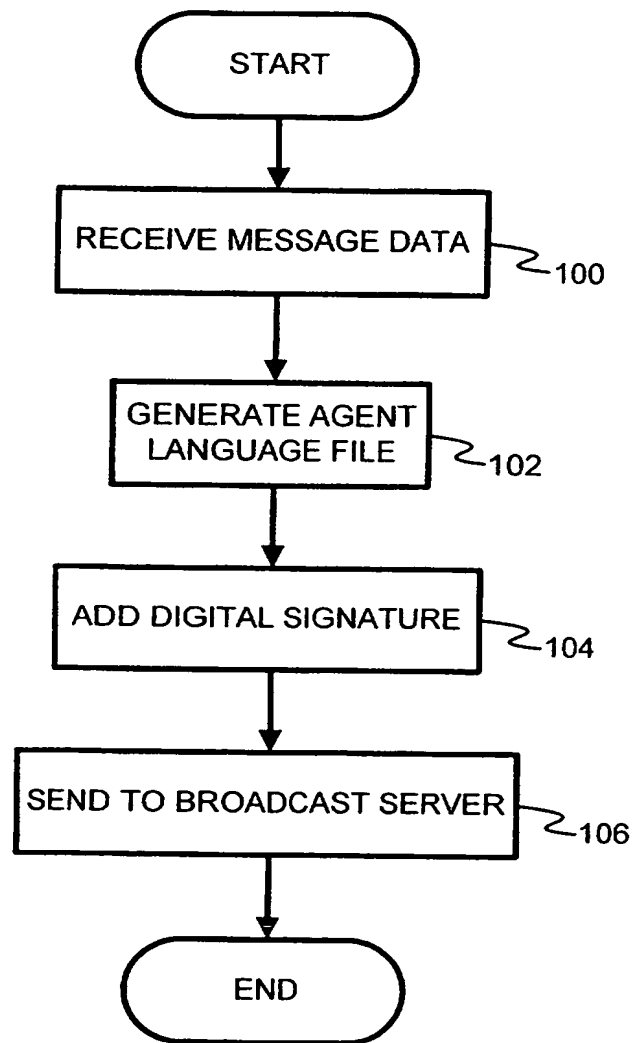 START
RECEIVE MESSAGE DATA
100
GENERATE AGENT
LANGUAGE FILE
102
ADD DIGITAL SIGNATURE
104
SEND TO BROADCAST SERVER
106
END